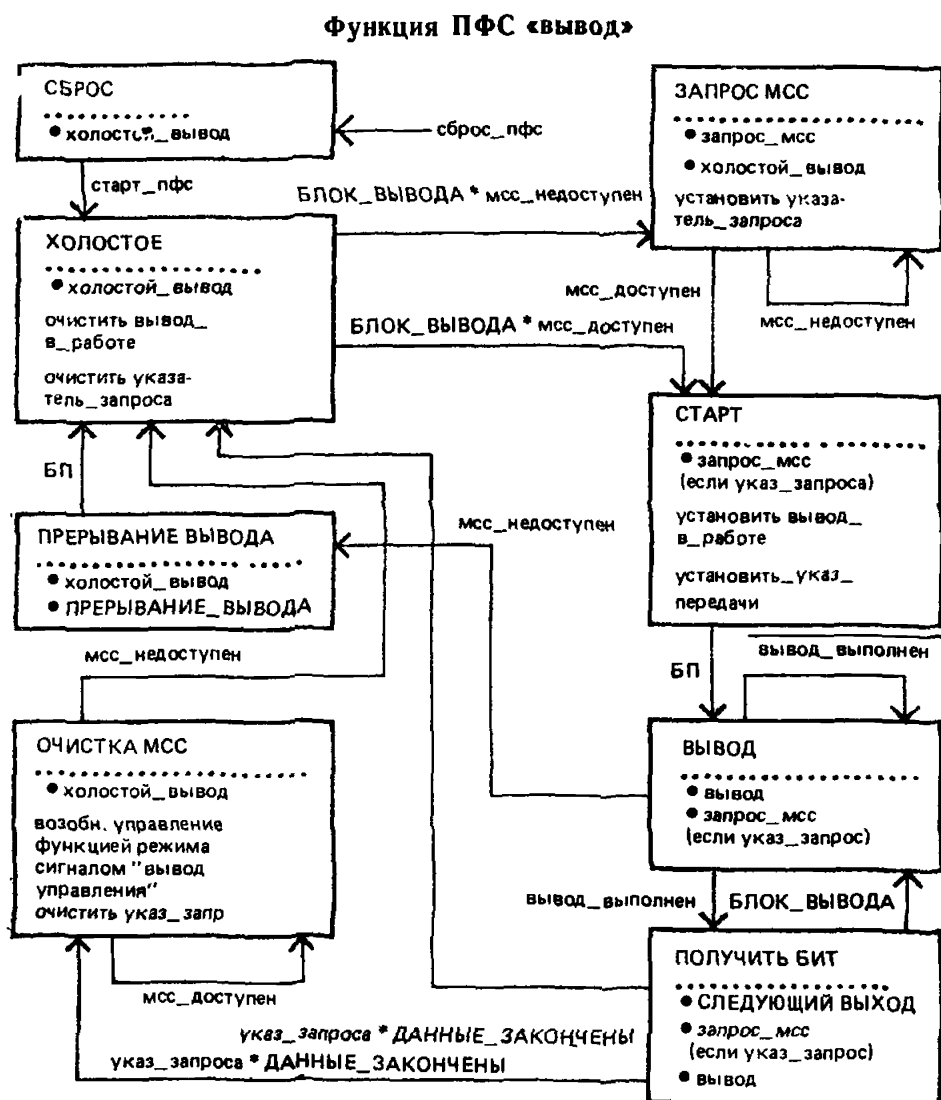 Функция ПФС «вывод»
СБРОС
• холостой_вывод
сброс_пфс
старт_пфс
ЗАПРОС МСС
• запрос_мсс
• холостой_вывод
установить указа-
тель_запроса
БЛОК_ВЫВОДА * мсс_недоступен
ХОЛОСТОЕ
• холостой_вывод
очистить вывод_
в_работе
очистить указа-
тель_запроса
мсс_доступен
мсс_недоступен
БЛОК_ВЫВОДА * мсс_доступен
СТАРТ
• запрос_мсс
(если указ_запроса)
установить вывод_
в_работе
установить_указ_
передачи
БП
мсс_недоступен
ПРЕРЫВАНИЕ ВЫВОДА
• холостой_вывод
• ПРЕРЫВАНИЕ_ВЫВОДА
мсс_недоступен
вывод_выполнен
БП
ОЧИСТКА МСС
• холостой_вывод
возобн. управление
функцией режима
сигналом "вывод
управления"
очистить указ_запр
ВЫВОД
• вывод
• запрос_мсс
(если указ_запрос)
вывод_выполнен
БЛОК_ВЫВОДА
мсс_доступен
ПОЛУЧИТЬ БИТ
• СЛЕДУЮЩИЙ ВЫХОД
• запрос_мсс
(если указ_запрос)
• вывод
указ_запроса * ДАННЫЕ_ЗАКОНЧЕНЫ
указ_запроса * ДАННЫЕ_ЗАКОНЧЕНЫ